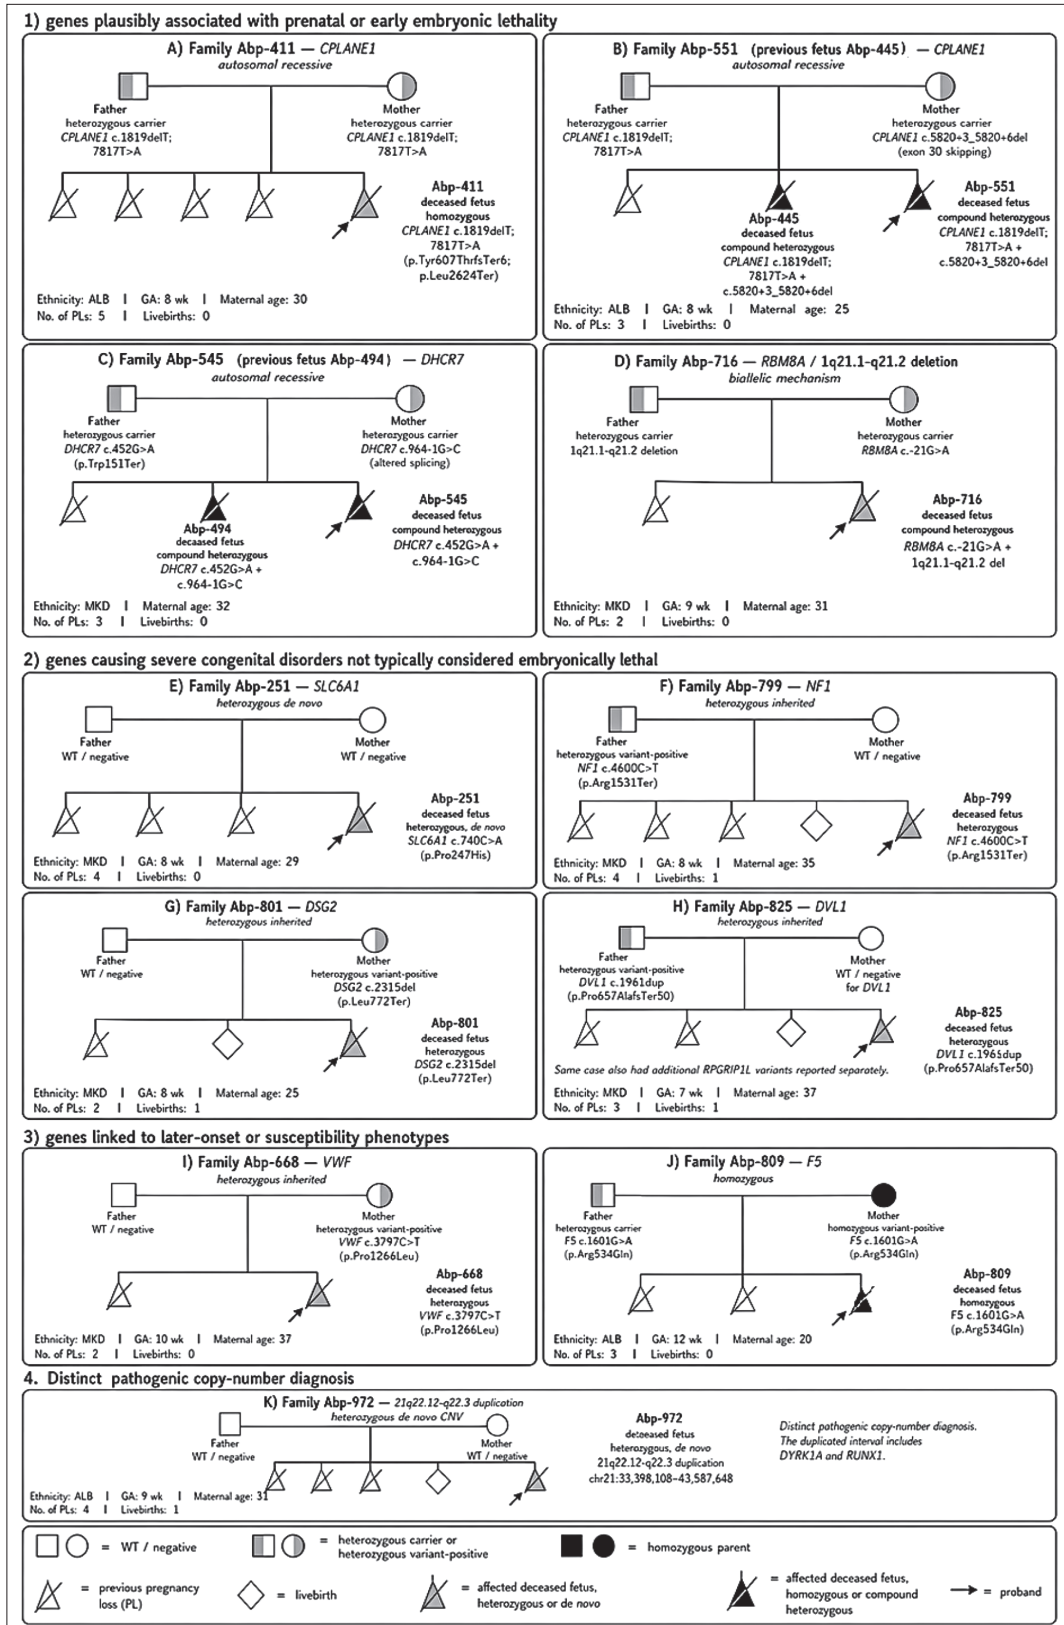 1) genes plausibly associated with prenatal or early embryonic lethality
A) Family Abp-411 — CPLANE1
autosomal recessive
Father
heterozygous carrier
CPLANE1 c.1819delT;
7817T>A
Mother
heterozygous carrier
CPLANE1 c.1819delT;
7817T>A
Abp-411
deceased fetus
homozygous
CPLANE1 c.1819delT;
7817T>A
(p.Tyr607ThrfsTer6;
p.Leu2624Ter)
Ethnicity: ALB | GA: 8 wk | Maternal age: 30
No. of PLs: 5 | Livebirths: 0
B) Family Abp-551 (previous fetus Abp-445) — CPLANE1
autosomal recessive
Father
heterozygous carrier
CPLANE1 c.1819delT;
7817T>A
Mother
heterozygous carrier
CPLANE1 c.5820+3_5820+6del
(exon 30 skipping)
Abp-445
deceased fetus
compound heterozygous
CPLANE1 c.1819delT;
7817T>A +
c.5820+3_5820+6del
Abp-551
deceased fetus
compound heterozygous
CPLANE1 c.1819delT;
7817T>A +
c.5820+3_5820+6del
Ethnicity: ALB | GA: 8 wk | Maternal age: 25
No. of PLs: 3 | Livebirths: 0
C) Family Abp-545 (previous fetus Abp-494) — DHCR7
autosomal recessive
Father
heterozygous carrier
DHCR7 c.452G>A
(p.Trp151Ter)
Mother
heterozygous carrier
DHCR7 c.964-1G>C
(altered splicing)
Abp-494
decaased fetus
compound heterozygous
DHCR7 c.452G>A +
c.964-1G>C
Abp-545
deceased fetus
compound heterozygous
DHCR7 c.452G>A +
c.964-1G>C
Ethnicity: MKD | Maternal age: 32
No. of PLs: 3 | Livebirths: 0
D) Family Abp-716 — RBM8A / 1q21.1-q21.2 deletion
biallelic mechanism
Father
heterozygous carrier
1q21.1-q21.2 deletion
Mother
heterozygous carrier
RBM8A c.-21G>A
Abp-716
deceased fetus
compound heterozygous
RBM8A c.-21G>A +
1q21.1-q21.2 del
Ethnicity: MKD | GA: 9 wk | Maternal age: 31
No. of PLs: 2 | Livebirths: 0
2) genes causing severe congenital disorders not typically considered embryonically lethal
E) Family Abp-251 — SLC6A1
heterozygous de novo
Father
WT / negative
Mother
WT / negative
Abp-251
deceased fetus
heterozygous, de novo
SLC6A1 c.740C>A
(p.Pro247His)
Ethnicity: MKD | GA: 8 wk | Maternal age: 29
No. of PLs: 4 | Livebirths: 0
F) Family Abp-799 — NF1
heterozygous inherited
Father
heterozygous variant-positive
NF1 c.4600C>T
(p.Arg1531Ter)
Mother
WT / negative
Abp-799
deceased fetus
heterozygous
NF1 c.4600C>T
(p.Arg1531Ter)
Ethnicity: MKD | GA: 8 wk | Maternal age: 35
No. of PLs: 4 | Livebirths: 1
G) Family Abp-801 — DSG2
heterozygous inherited
Father
WT / negative
Mother
heterozygous variant-positive
DSG2 c.2315del
(p.Leu772Ter)
Abp-801
deceased fetus
heterozygous
DSG2 c.2315del
(p.Leu772Ter)
Ethnicity: MKD | GA: 8 wk | Maternal age: 25
No. of PLs: 2 | Livebirths: 1
H) Family Abp-825 — DVL1
heterozygous inherited
Father
heterozygous variant-positive
DVL1 c.1961dup
(p.Pro657AlafsTer50)
Mother
WT / negative
for DVL1
Abp-825
deceased fetus
heterozygous
DVL1 c.1961dup
(p.Pro657AlafsTer50)
Same case also had additional RPGRIP1L variants reported separately.
Ethnicity: MKD | GA: 7 wk | Maternal age: 37
No. of PLs: 3 | Livebirths: 1
3) genes linked to later-onset or susceptibility phenotypes
I) Family Abp-668 — VWF
heterozygous inherited
Father
WT / negative
Mother
heterozygous variant-positive
VWF c.3797C>T
(p.Pro1266Leu)
Abp-668
deceased fetus
heterozygous
VWF c.3797C>T
(p.Pro1266Leu)
Ethnicity: MKD | GA: 10 wk | Maternal age: 37
No. of PLs: 2 | Livebirths: 0
J) Family Abp-809 — F5
homozygous
Father
heterozygous carrier
F5 c.1601G>A
(p.Arg534Gln)
Mother
homozygous variant-positive
F5 c.1601G>A
(p.Arg534Gln)
Abp-809
deceased fetus
homozygous
F5 c.1601G>A
(p.Arg534Gln)
Ethnicity: ALB | GA: 12 wk | Maternal age: 20
No. of PLs: 3 | Livebirths: 0
4. Distinct pathogenic copy-number diagnosis
K) Family Abp-972 — 21q22.12-q22.3 duplication
heterozygous de novo CNV
Father
WT / negative
Mother
WT / negative
Abp-972
deceased fetus
heterozygous, de novo
21q22.12-q22.3 duplication
chr21:33,398,108–43,587,648
Distinct pathogenic copy-number diagnosis.
The duplicated interval includes
DYRK1A and RUNX1.
Ethnicity: ALB | GA: 9 wk | Maternal age: 31
No. of PLs: 4 | Livebirths: 1
= WT / negative
= heterozygous carrier or
heterozygous variant-positive
= homozygous parent
= previous pregnancy
loss (PL)
= livebirth
= affected deceased fetus,
heterozygous or de novo
= affected deceased fetus,
homozygous or compound
heterozygous
= proband